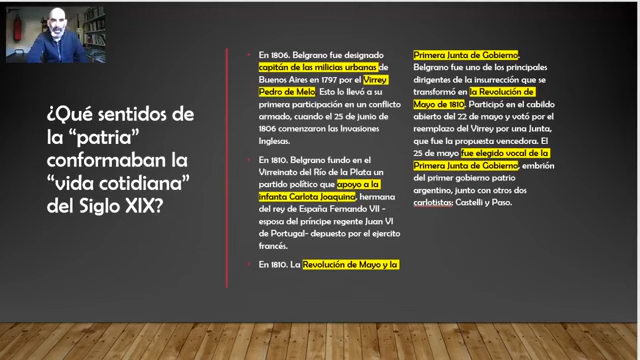 ¿Qué sentidos de
la “patria”
conformaban la
“vida cotidiana”
del Siglo XIX?
En 1806. Belgrano fue designado
capitán de las milicias urbanas de
Buenos Aires en 1797 por el Virrey
Pedro de Melo. Esto lo llevó a su
primera participación en un conflicto
armado, cuando el 25 de junio de
1806 comenzaron las Invasiones
Inglesas.
En 1810. Belgrano fundo en el
Virreinato del Río de la Plata un
partido político que apoyo a la
infanta Carlota Joaquina, hermana
del rey de España Fernando VII -
esposa del príncipe regente Juan VI
de Portugal- depuesto por el ejercito
francés.
En 1810. La Revolución de Mayo y la
Primera Junta de Gobierno.
Belgrano fue uno de los principales
dirigentes de la insurrección que se
transformó en la Revolución de
Mayo de 1810. Participó en el cabildo
abierto del 22 de mayo y votó por el
reemplazo del Virrey por una Junta,
que fue la propuesta vencedora. El
25 de mayo fue elegido vocal de la
Primera Junta de Gobierno, embrión
del primer gobierno patrio
argentino, junto con otros dos
carlotistas: Castelli y Paso.